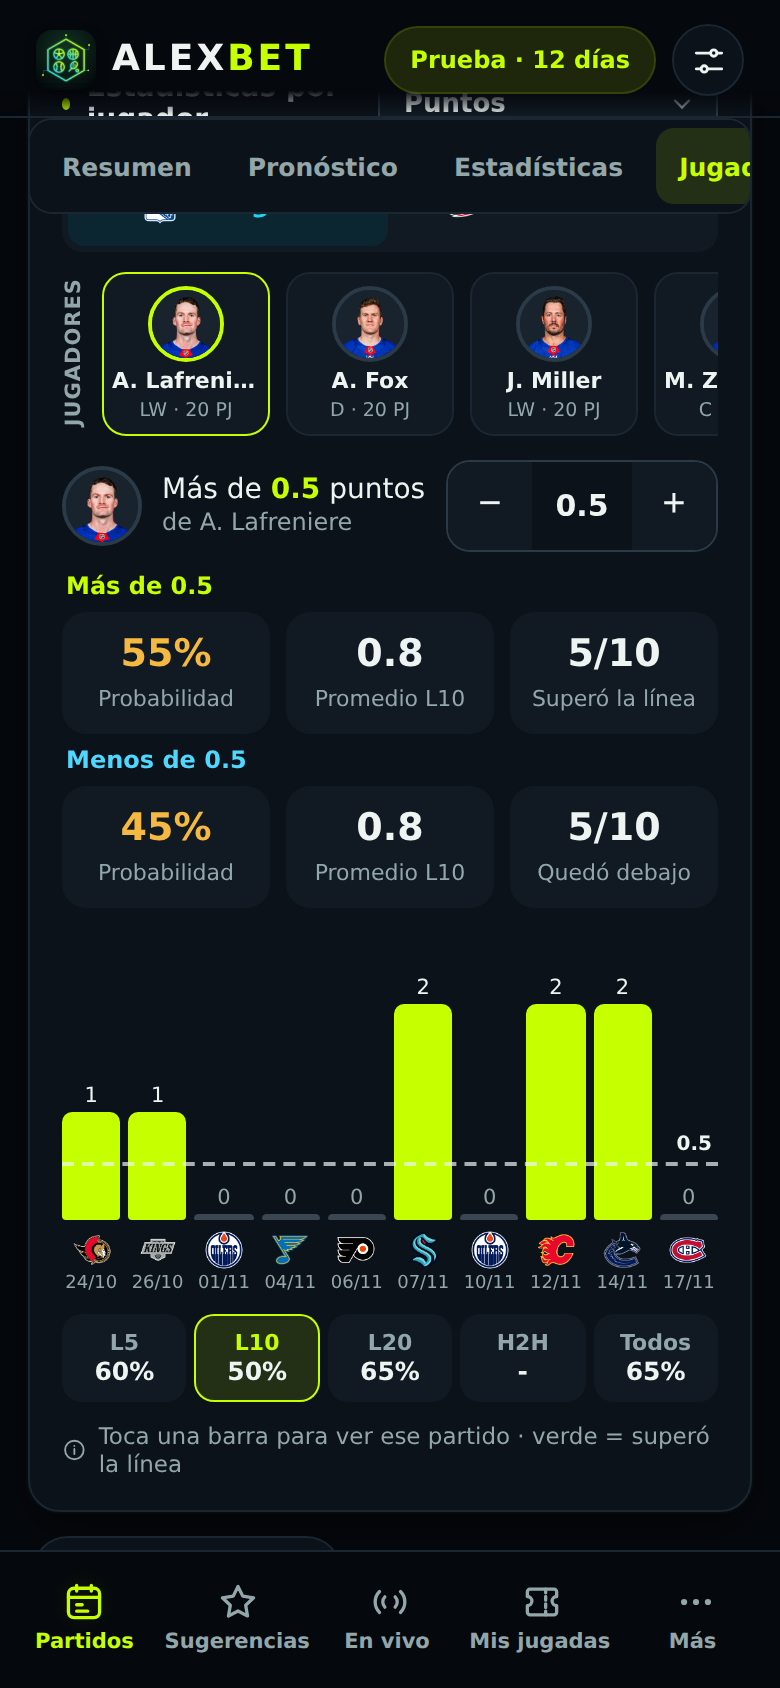 ALEXBET
Prueba · 12 días
Estadísticas por jugador
Puntos
Resumen
Pronóstico
Estadísticas
Jugad
JUGADORES
A. Lafreni...
LW · 20 PJ
A. Fox
D · 20 PJ
J. Miller
LW · 20 PJ
M. Z
C
Más de 0.5 puntos
de A. Lafreniere
− 0.5 +
Más de 0.5
55%
Probabilidad
0.8
Promedio L10
5/10
Superó la línea
Menos de 0.5
45%
Probabilidad
0.8
Promedio L10
5/10
Quedó debajo
1 1 0 0 0 2 0 2 2 0
0.5
KINGS
OILERS
OILERS
24/10 26/10 01/11 04/11 06/11 07/11 10/11 12/11 14/11 17/11
L5
60%
L10
50%
L20
65%
H2H
-
Todos
65%
Toca una barra para ver ese partido · verde = superó
la línea
Partidos
Sugerencias
En vivo
Mis jugadas
Más